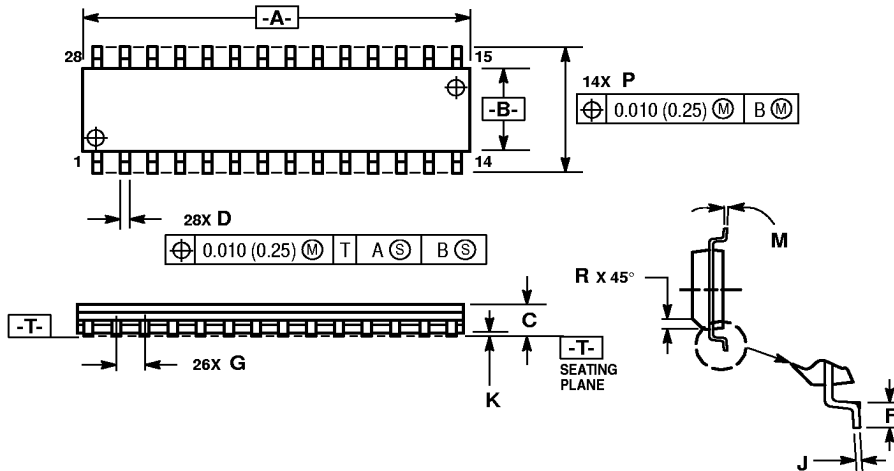 -A-
28
15
14X P
⌖ 0.010 (0.25) Ⓜ B Ⓜ
-B-
1
14
28X D
⌖ 0.010 (0.25) Ⓜ T A Ⓢ B Ⓢ
M
R X 45°
C
-T-
26X G
-T-
SEATING
PLANE
K
F
J